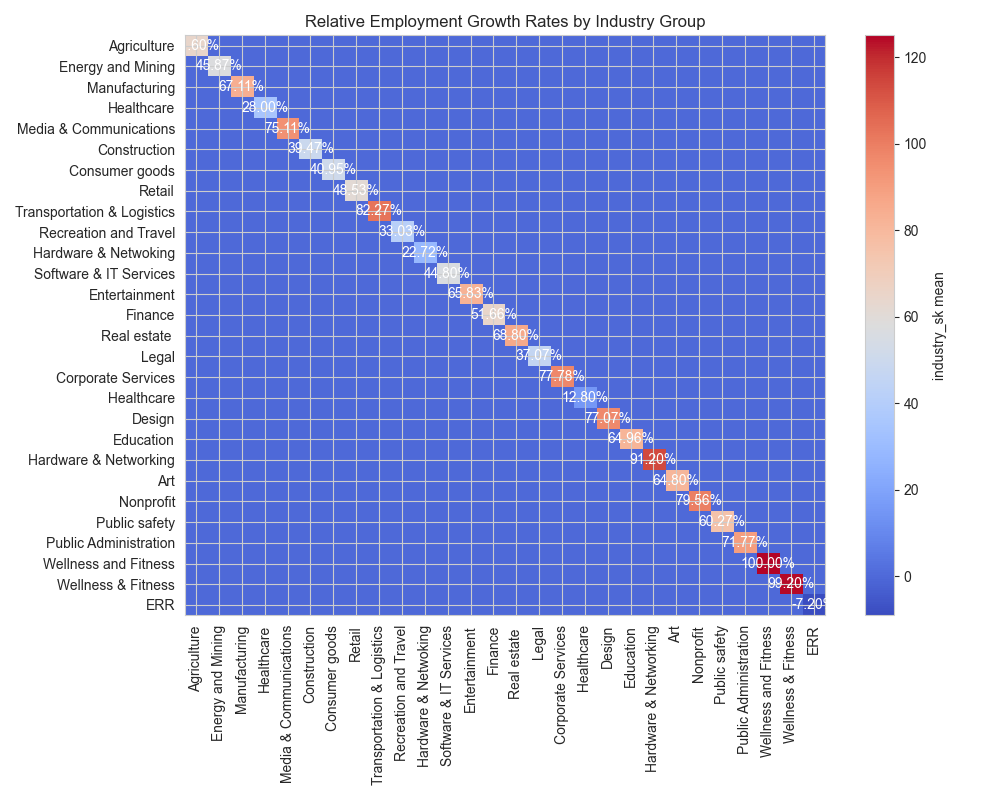 Relative Employment Growth Rates by Industry Group
Agriculture
Energy and Mining
Manufacturing
Healthcare
Media & Communications
Construction
Consumer goods
Retail
Transportation & Logistics
Recreation and Travel
Hardware & Netwoking
Software & IT Services
Entertainment
Finance
Real estate
Legal
Corporate Services
Healthcare
Design
Education
Hardware & Networking
Art
Nonprofit
Public safety
Public Administration
Wellness and Fitness
Wellness & Fitness
ERR
.60%
45.87%
67.11%
28.00%
75.11%
39.47%
40.95%
48.53%
82.27%
33.03%
22.72%
44.80%
65.83%
51.66%
68.80%
37.07%
77.78%
12.80%
77.07%
64.96%
91.20%
64.80%
79.56%
60.27%
71.77%
100.00%
99.20%
-7.20%
Agriculture
Energy and Mining
Manufacturing
Healthcare
Media & Communications
Construction
Consumer goods
Retail
Transportation & Logistics
Recreation and Travel
Hardware & Netwoking
Software & IT Services
Entertainment
Finance
Real estate
Legal
Corporate Services
Healthcare
Design
Education
Hardware & Networking
Art
Nonprofit
Public safety
Public Administration
Wellness and Fitness
Wellness & Fitness
ERR
120
100
80
60
40
20
0
industry_sk mean